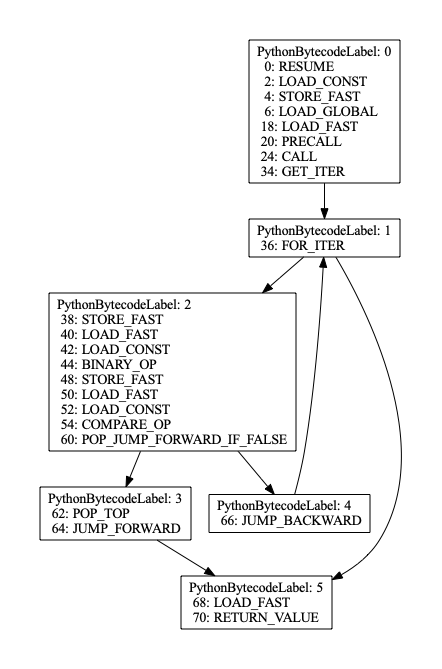 PythonBytecodeLabel: 0
0: RESUME
2: LOAD_CONST
4: STORE_FAST
6: LOAD_GLOBAL
18: LOAD_FAST
20: PRECALL
24: CALL
34: GET_ITER
PythonBytecodeLabel: 1
36: FOR_ITER
PythonBytecodeLabel: 2
38: STORE_FAST
40: LOAD_FAST
42: LOAD_CONST
44: BINARY_OP
48: STORE_FAST
50: LOAD_FAST
52: LOAD_CONST
54: COMPARE_OP
60: POP_JUMP_FORWARD_IF_FALSE
PythonBytecodeLabel: 3
62: POP_TOP
64: JUMP_FORWARD
PythonBytecodeLabel: 4
66: JUMP_BACKWARD
PythonBytecodeLabel: 5
68: LOAD_FAST
70: RETURN_VALUE